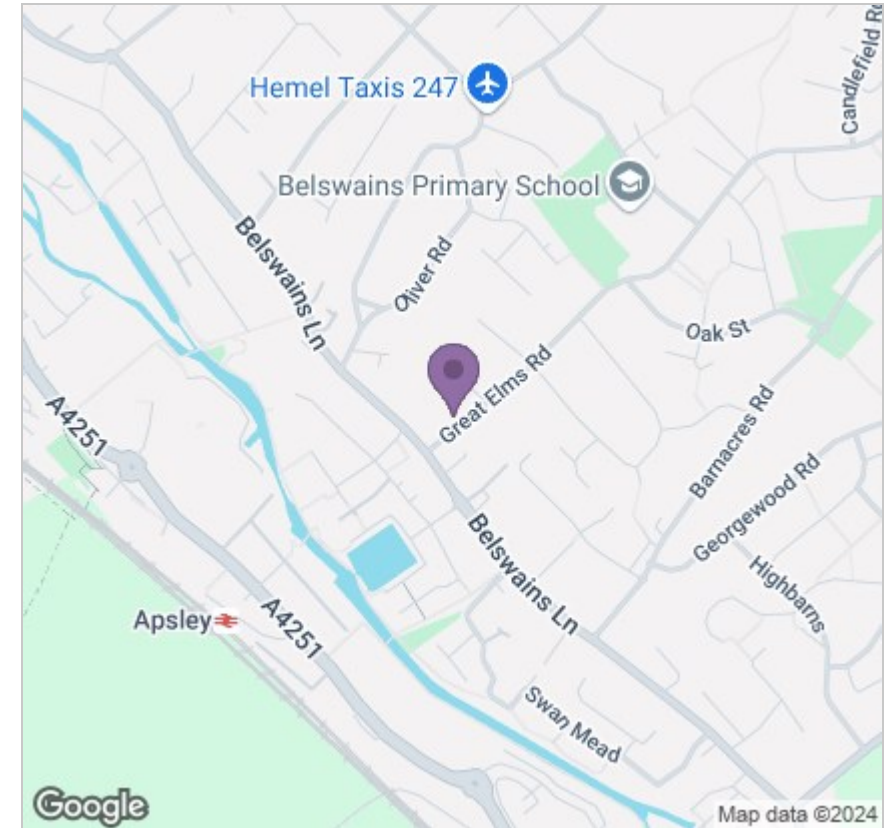 Candlefield Rd
Hemel Taxis 247
Belswains Primary School
Belswains Ln
Oliver Rd
Oak St
Great Elms Rd
A4251
Barnacres Rd
Georgewood Rd
Belswains Ln
Highbarns
Apsley
A4251
Swan Mead
Google
Map data ©2024